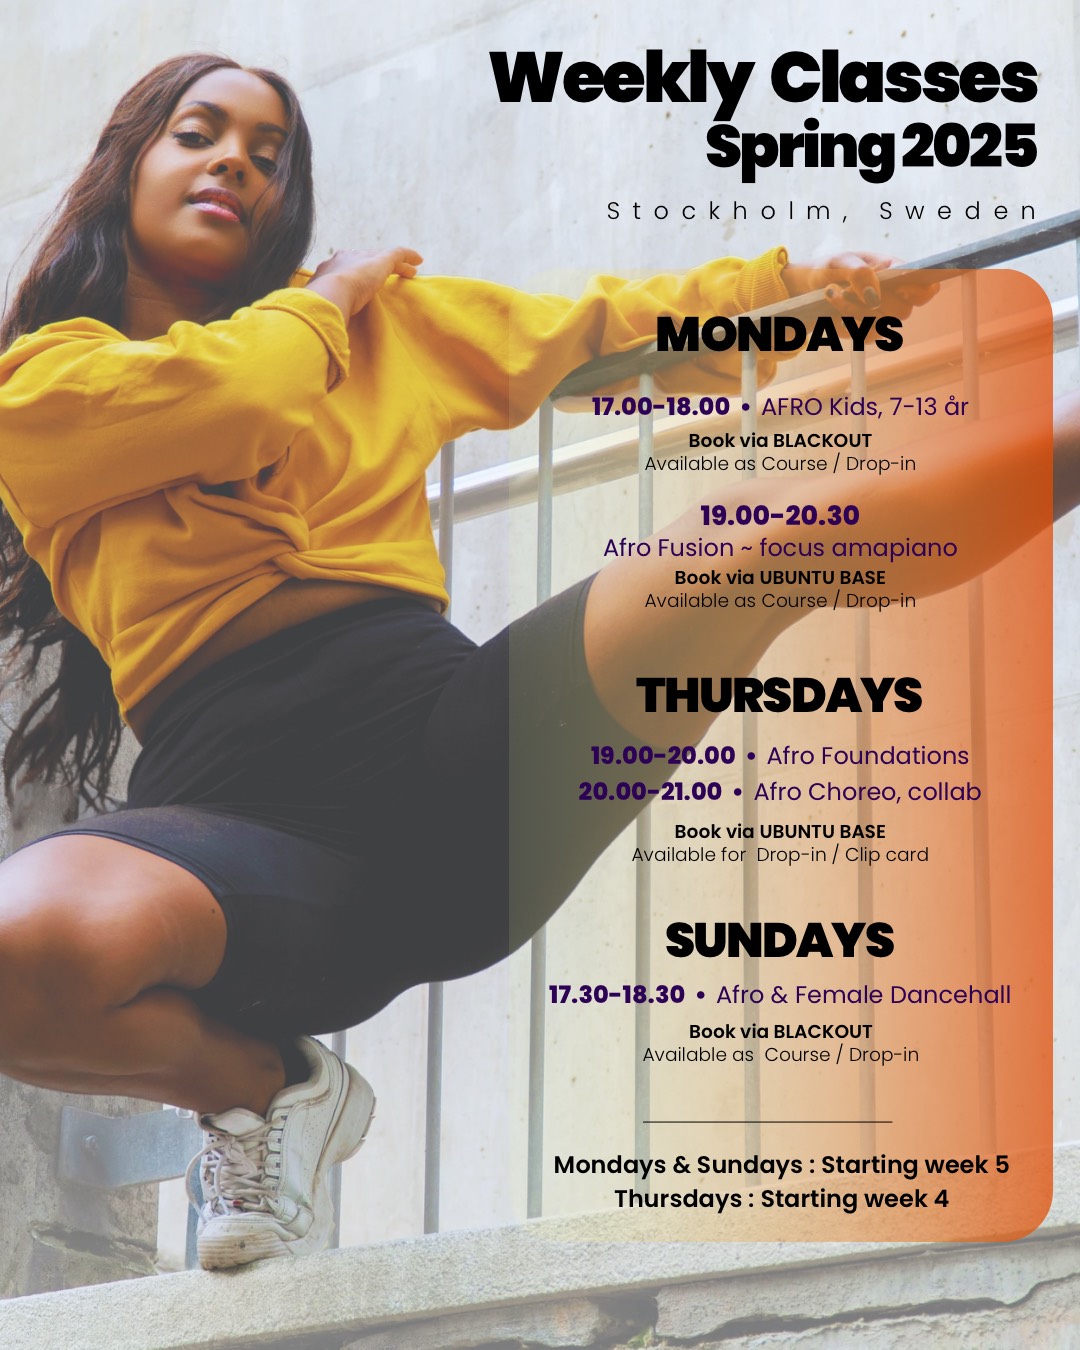 Weekly Classes
Spring 2025
Stockholm, Sweden
MONDAYS
17.00-18.00 • AFRO Kids, 7-13 år
Book via BLACKOUT
Available as Course / Drop-in
19.00-20.30
Afro Fusion ~ focus amapiano
Book via UBUNTU BASE
Available as Course / Drop-in
THURSDAYS
19.00-20.00 • Afro Foundations
20.00-21.00 • Afro Choreo, collab
Book via UBUNTU BASE
Available for Drop-in / Clip card
SUNDAYS
17.30-18.30 • Afro & Female Dancehall
Book via BLACKOUT
Available as Course / Drop-in
Mondays & Sundays : Starting week 5
Thursdays : Starting week 4